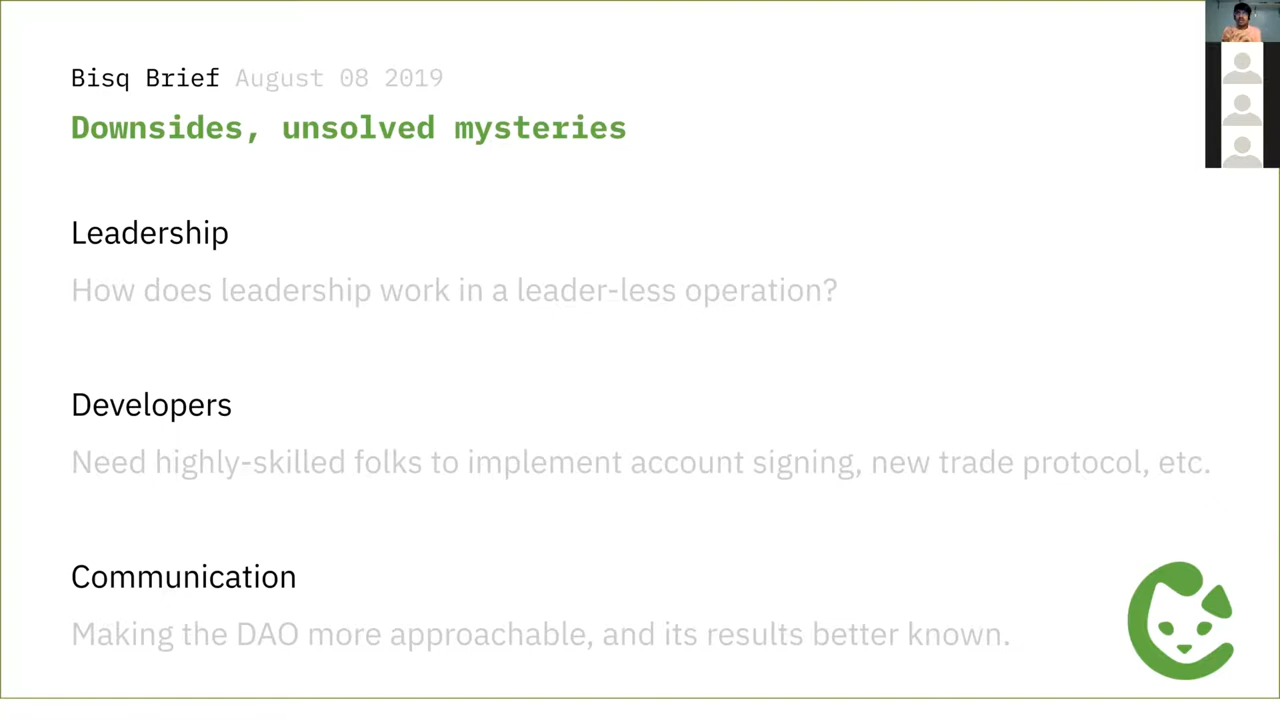 Bisq Brief August 08 2019
Downsides, unsolved mysteries
Leadership
How does leadership work in a leader-less operation?
Developers
Need highly-skilled folks to implement account signing, new trade protocol, etc.
Communication
Making the DAO more approachable, and its results better known.